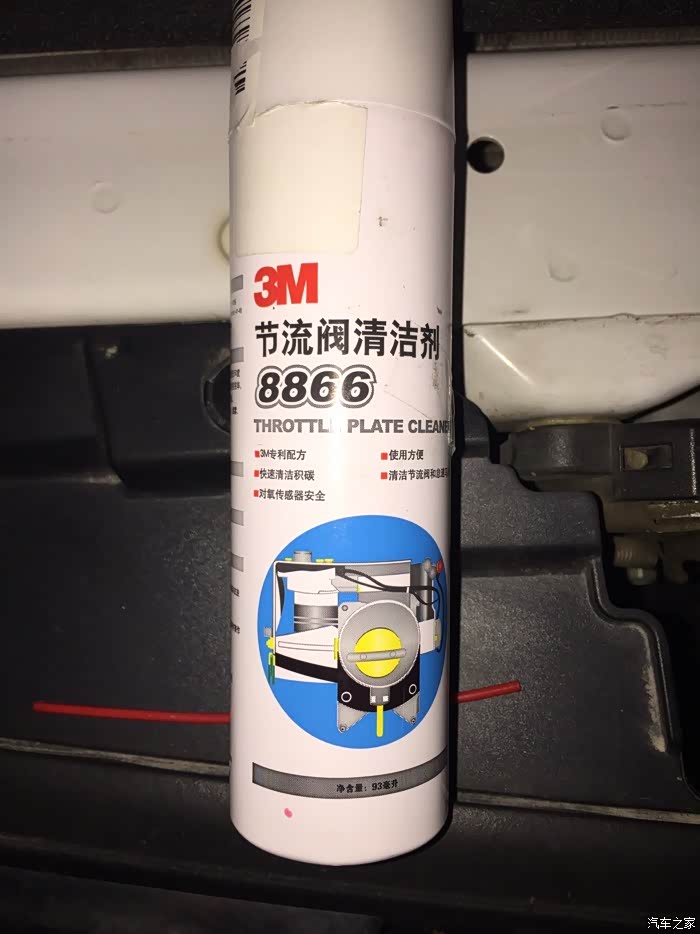 3M
节流阀清洁剂
8866
THROTTLE PLATE CLEANE
■3M专利配方
■使用方便
■快速清洁积碳
■清洁节流阀和怠速
■对氧传感器安全
净含量：93毫升
汽车之家